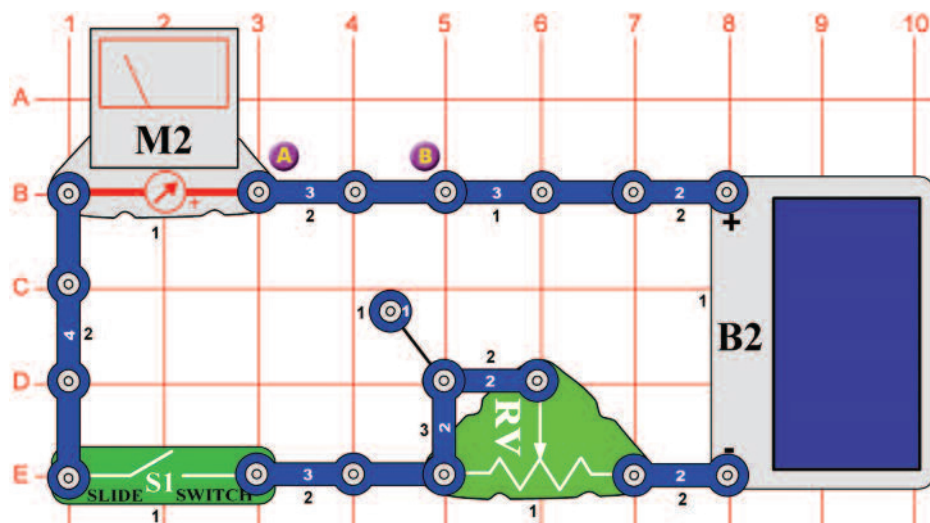 1 2 3 4 5 6 7 8 9 10
A
M2
A B
B + 3 3 2
1 2 1 2
+
C
1 1 1
4 2
B2
D 2
2
3 2 RV
-
E S1 3 2
SLIDE SWITCH
1 2 1 2